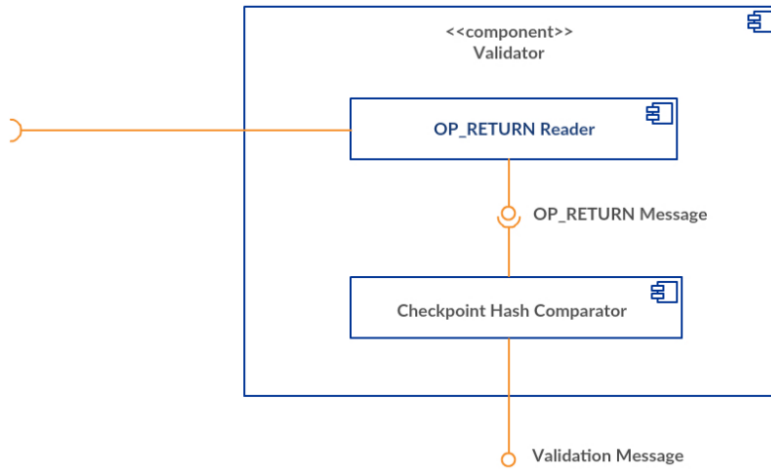 <<component>>
Validator
OP_RETURN Reader
OP_RETURN Message
Checkpoint Hash Comparator
Validation Message